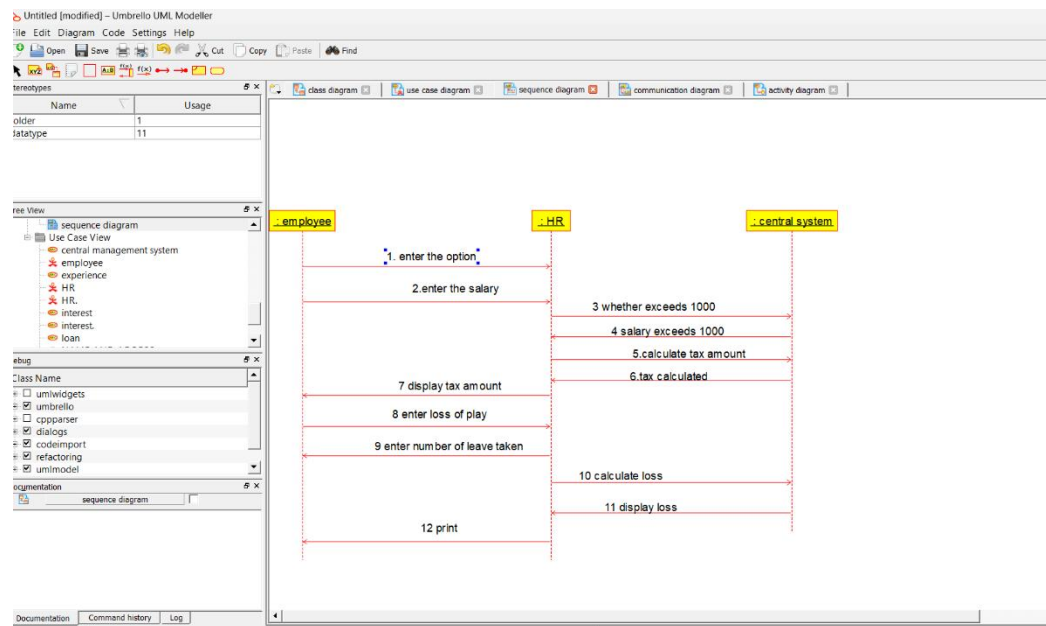 Untitled [modified] – Umbrello UML Modeller
File Edit Diagram Code Settings Help
Open Save Cut Copy Paste Find
xyz A:B f(x) f(x)
tereotypes
class diagram use case diagram sequence diagram communication diagram activity diagram
Name Usage
older 1
datatype 11
ree View
sequence diagram
Use Case View
central management system
employee
experience
HR
HR.
interest
interest.
loan
ebug
Class Name
umlwidgets
umbrello
cppparser
dialogs
codeimport
refactoring
umlmodel
ocumentation
sequence diagram
Documentation Command history Log
: employee : HR : central system
1. enter the option
2.enter the salary
3 whether exceeds 1000
4 salary exceeds 1000
5.calculate tax amount
6.tax calculated
7 display tax amount
8 enter loss of play
9 enter number of leave taken
10 calculate loss
11 display loss
12 print